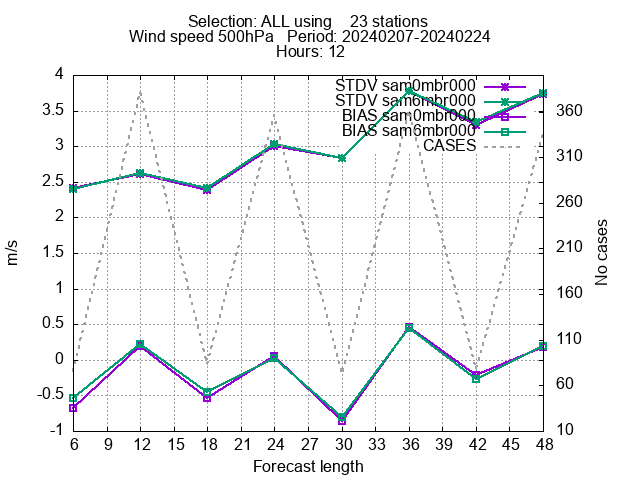 Selection: ALL using 23 stations
Wind speed 500hPa Period: 20240207-20240224
Hours: 12
STDV sam0mbr000
STDV sam6mbr000
BIAS sam0mbr000
BIAS sam6mbr000
CASES
4
3.5
3
2.5
2
1.5
1
0.5
0
-0.5
-1
m/s
360
310
260
210
160
110
60
10
No cases
6 9 12 15 18 21 24 27 30 33 36 39 42 45 48
Forecast length